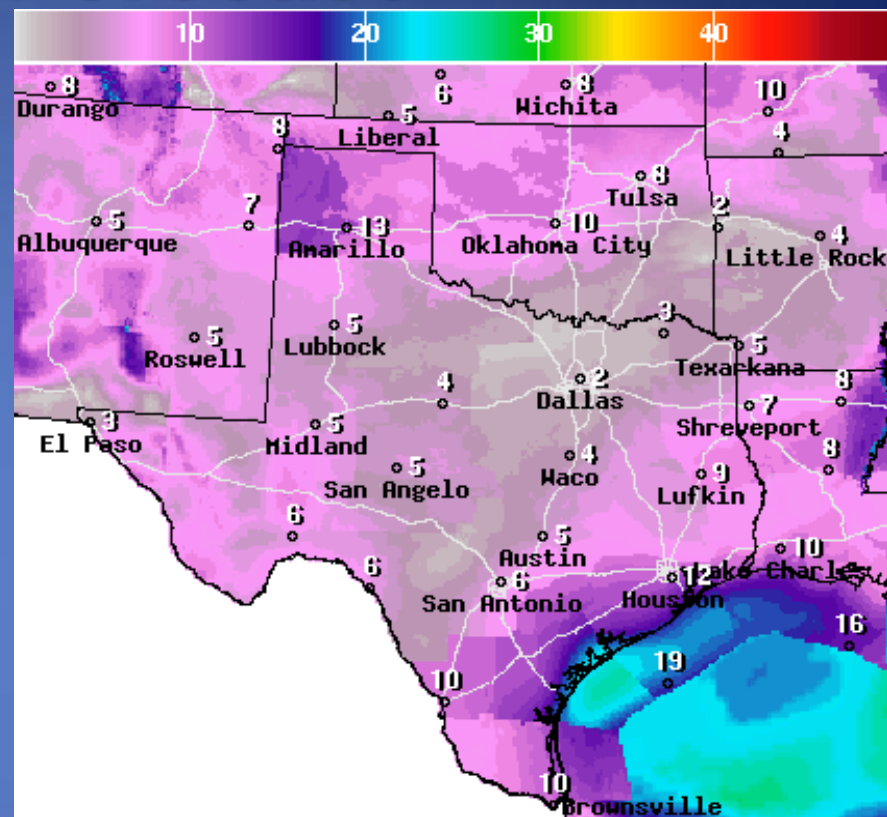 10 20 30 40
8
Durango
6
8
Wichita
10
5
Liberal
8
4
8
Tulsa
5
Albuquerque
7
13
Amarillo
10
Oklahoma City
2
4
Little Rock
5
Roswell
5
Lubbock
3
5
Texarkana
2
Dallas
4
8
3
El Paso
5
Midland
7
Shreveport
4
Waco
5
San Angelo
9
Lufkin
8
6
5
Austin
10
Lake Charles
6
6
San Antonio
12
Houston
16
19
10
10
Brownsville